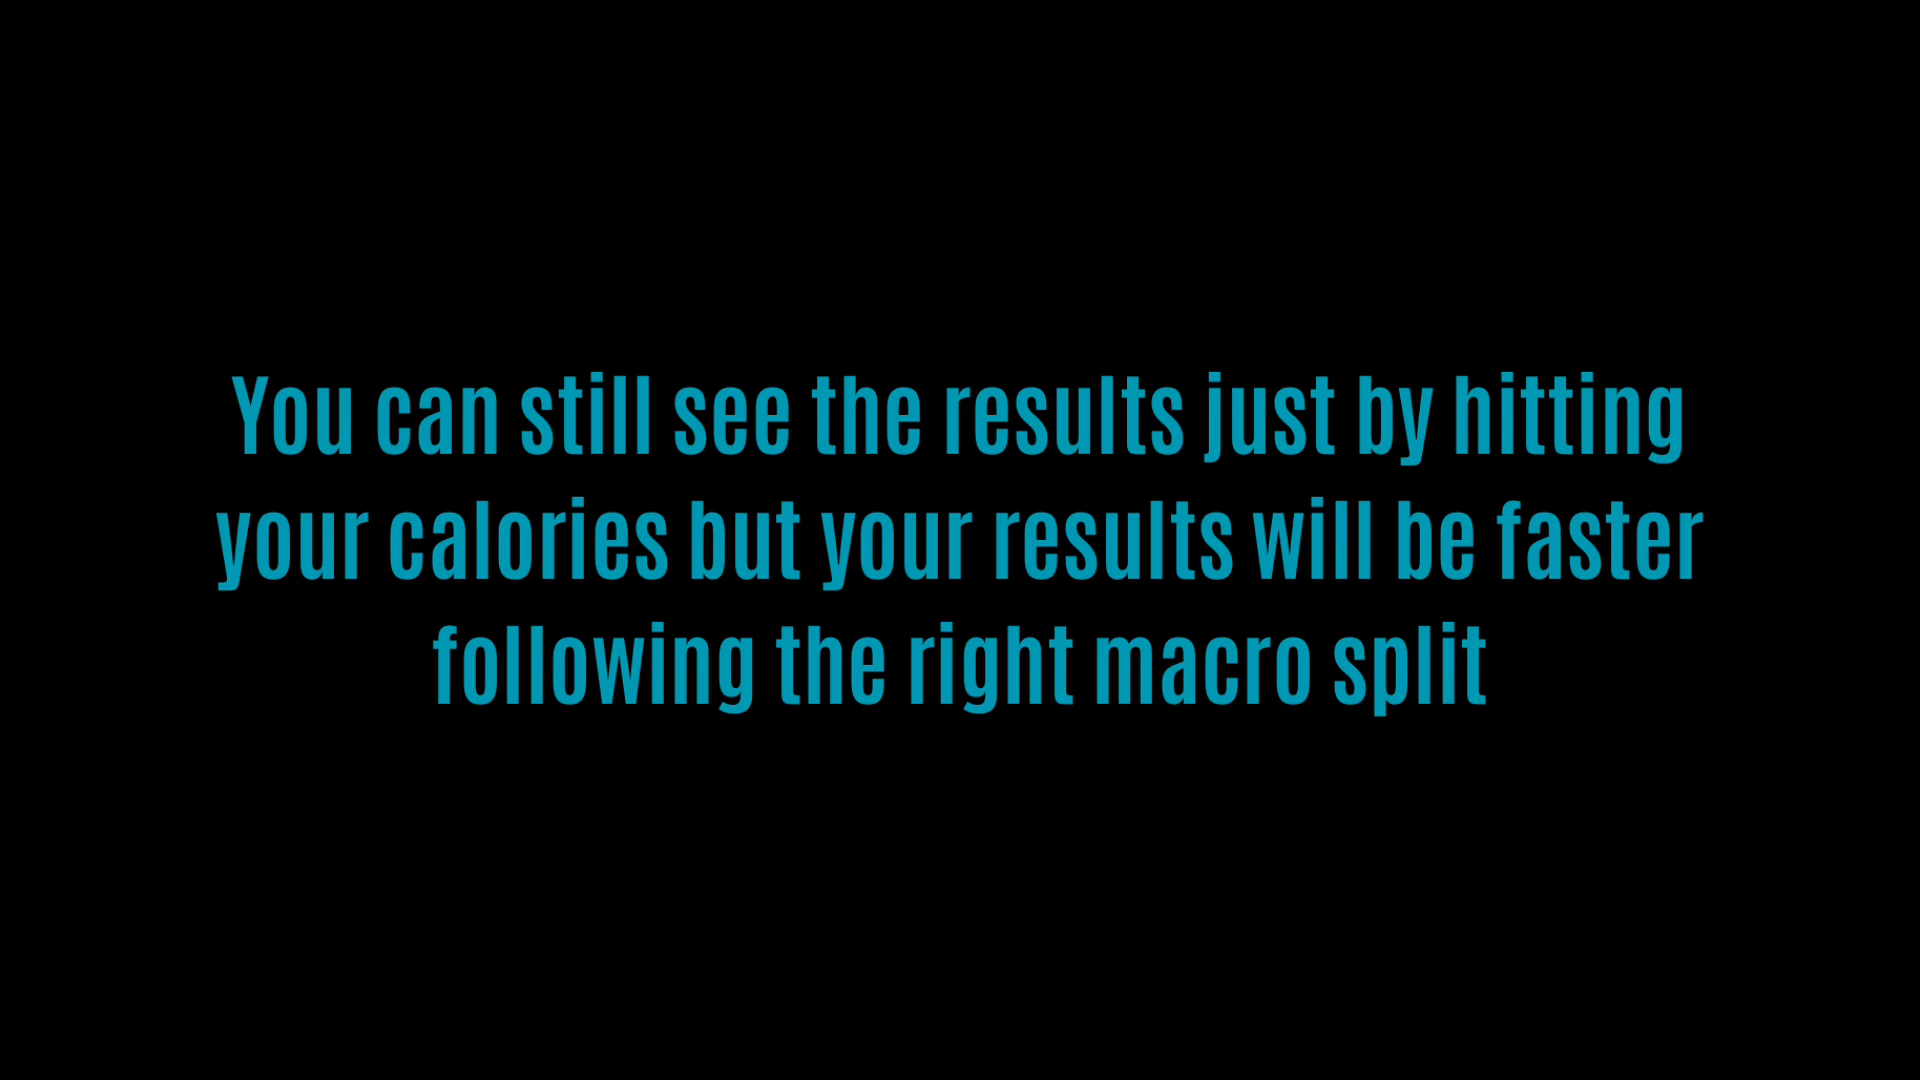 You can still see the results just by hitting
your calories but your results will be faster
following the right macro split